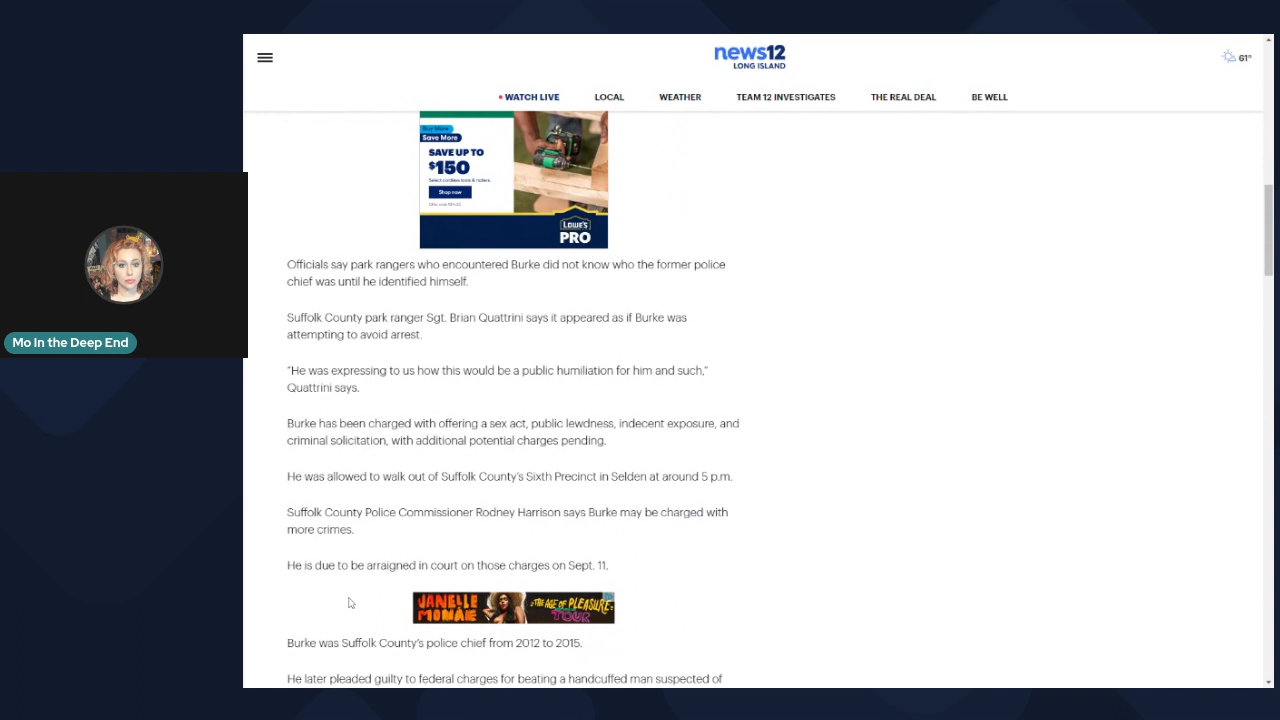 news12
LONG ISLAND
61°
WATCH LIVE
LOCAL
WEATHER
TEAM 12 INVESTIGATES
THE REAL DEAL
BE WELL
Buy More
Save More
SAVE UP TO
$150
Select cordless tools & mowers.
Shop now
LOWE'S
PRO
Officials say park rangers who encountered Burke did not know who the former police
chief was until he identified himself.
Suffolk County park ranger Sgt. Brian Quattrini says it appeared as if Burke was
attempting to avoid arrest.
“He was expressing to us how this would be a public humiliation for him and such,”
Quattrini says.
Mo In the Deep End
Burke has been charged with offering a sex act, public lewdness, indecent exposure, and
criminal solicitation, with additional potential charges pending.
He was allowed to walk out of Suffolk County’s Sixth Precinct in Selden at around 5 p.m.
Suffolk County Police Commissioner Rodney Harrison says Burke may be charged with
more crimes.
He is due to be arraigned in court on those charges on Sept. 11.
JANELLE
MONÁE
THE AGE OF PLEASURE
TOUR
Burke was Suffolk County’s police chief from 2012 to 2015.
He later pleaded guilty to federal charges for beating a handcuffed man suspected of